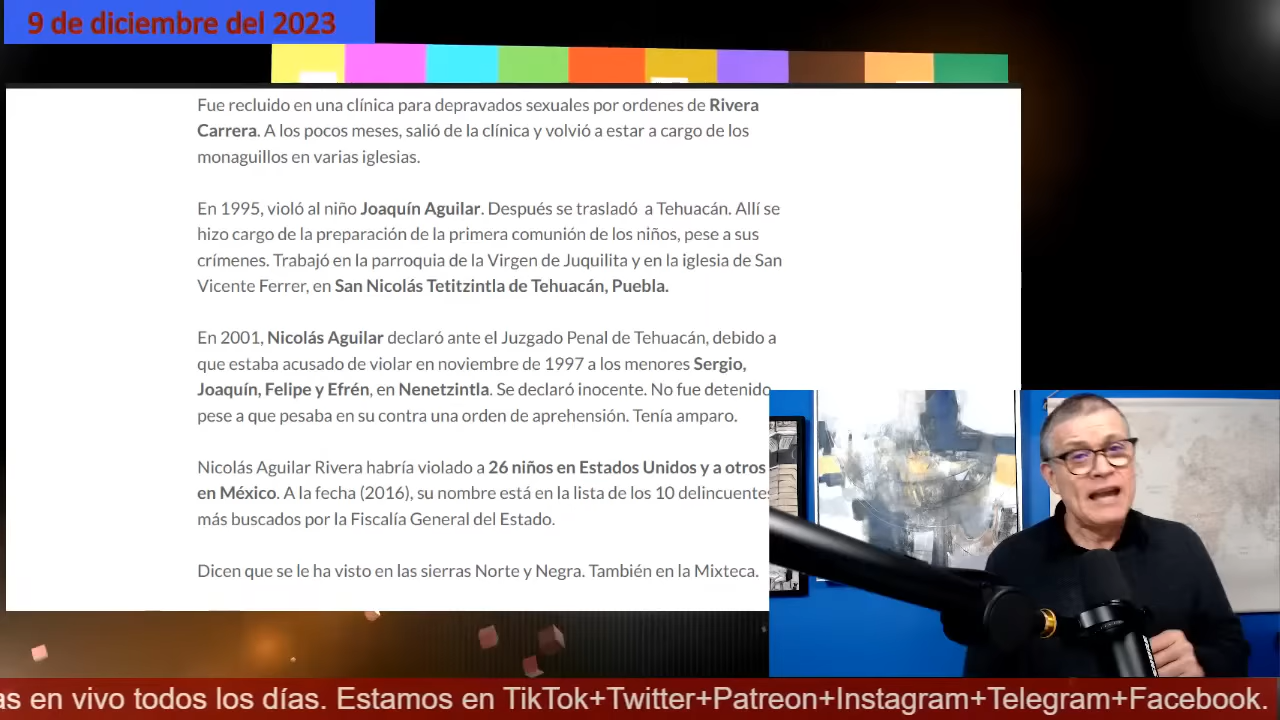 9 de diciembre del 2023
Fue recluido en una clínica para depravados sexuales por ordenes de Rivera
Carrera. A los pocos meses, salió de la clínica y volvió a estar a cargo de los
monaguillos en varias iglesias.
En 1995, violó al niño Joaquín Aguilar. Después se trasladó a Tehuacán. Allí se
hizo cargo de la preparación de la primera comunión de los niños, pese a sus
crímenes. Trabajó en la parroquia de la Virgen de Juquilita y en la iglesia de San
Vicente Ferrer, en San Nicolás Tetitzintla de Tehuacán, Puebla.
En 2001, Nicolás Aguilar declaró ante el Juzgado Penal de Tehuacán, debido a
que estaba acusado de violar en noviembre de 1997 a los menores Sergio,
Joaquín, Felipe y Efrén, en Nenetzintla. Se declaró inocente. No fue detenido
pese a que pesaba en su contra una orden de aprehensión. Tenía amparo.
Nicolás Aguilar Rivera habría violado a 26 niños en Estados Unidos y a otros
en México. A la fecha (2016), su nombre está en la lista de los 10 delincuentes
más buscados por la Fiscalía General del Estado.
Dicen que se le ha visto en las sierras Norte y Negra. También en la Mixteca.
as en vivo todos los días. Estamos en TikTok+Twitter+Patreon+Instagram+Telegram+Facebook.